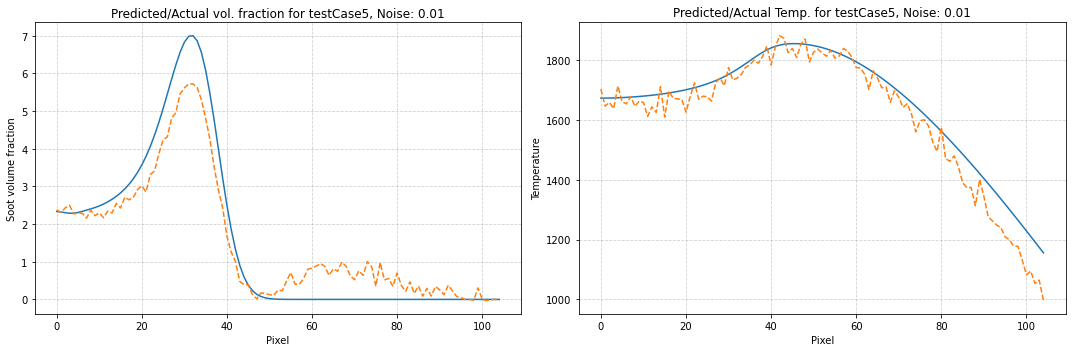 Predicted/Actual vol. fraction for testCase5, Noise: 0.01
7
6
5
4
3
2
1
0
Soot volume fraction
0 20 40 60 80 100
Pixel
Predicted/Actual Temp. for testCase5, Noise: 0.01
1800
1600
1400
1200
1000
Temperature
0 20 40 60 80 100
Pixel